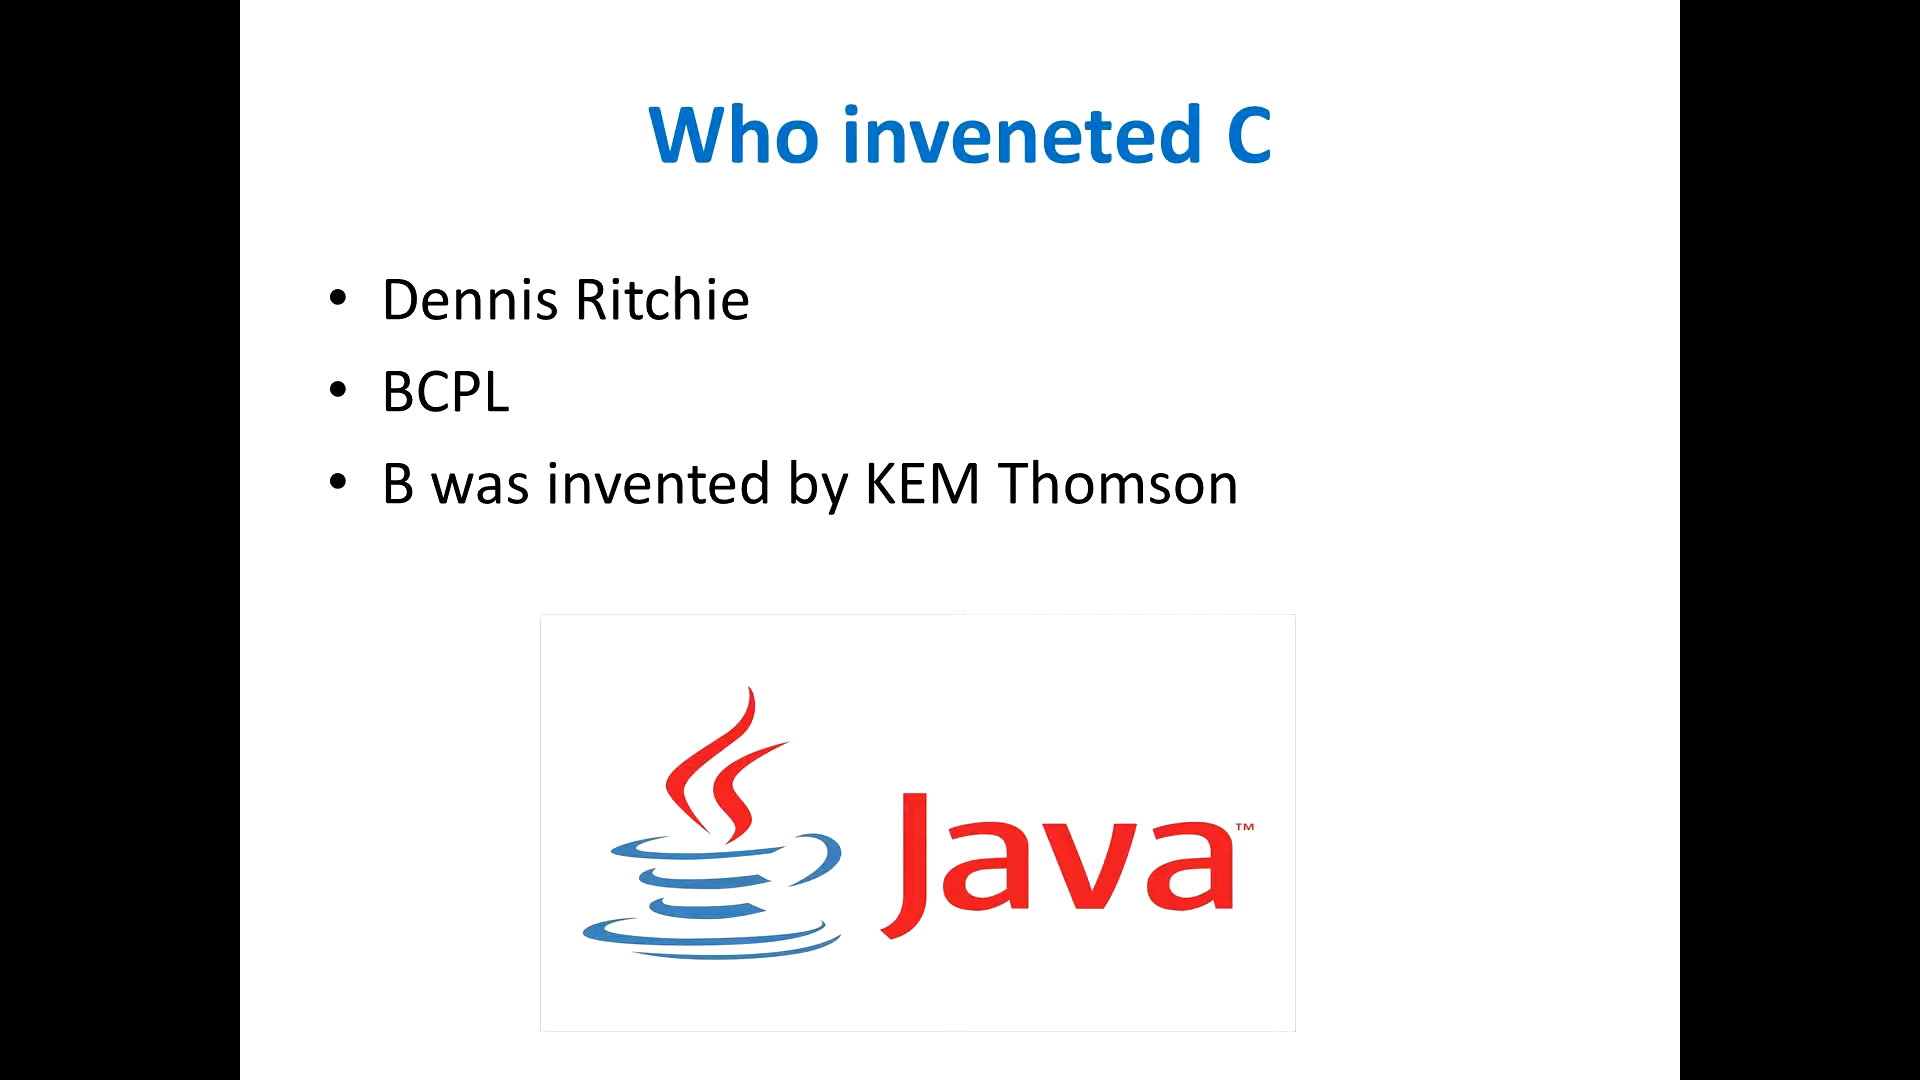 Who inveneted C
• Dennis Ritchie
• BCPL
• B was invented by KEM Thomson
Java™